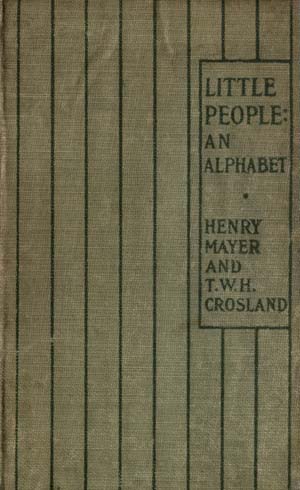 LITTLE
PEOPLE:
AN
ALPHABET
•
HENRY
MAYER
AND
T.W.H.
CROSLAND